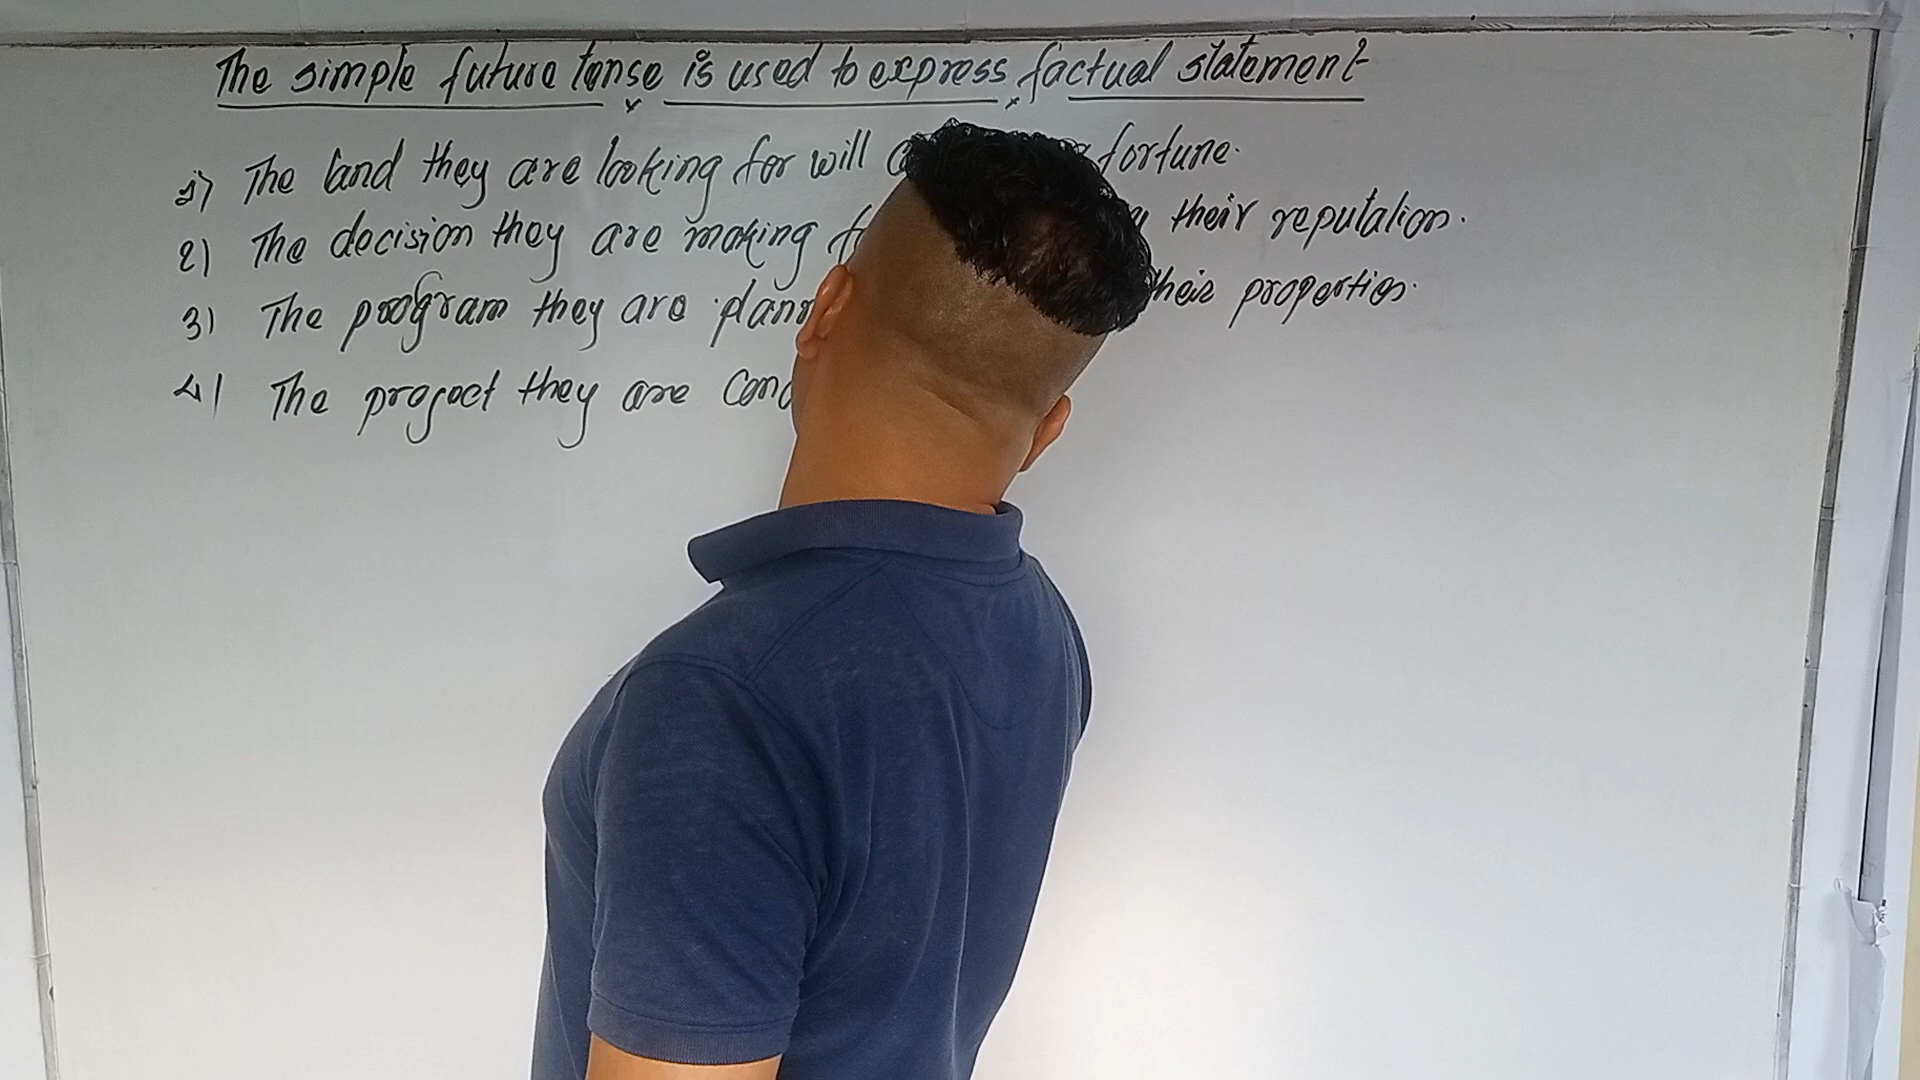 The simple future tense is used to express factual statement
1) The land they are looking for will fortune.
2) The decision they are making their reputation.
3) The program they are their properties.
4) The project they are